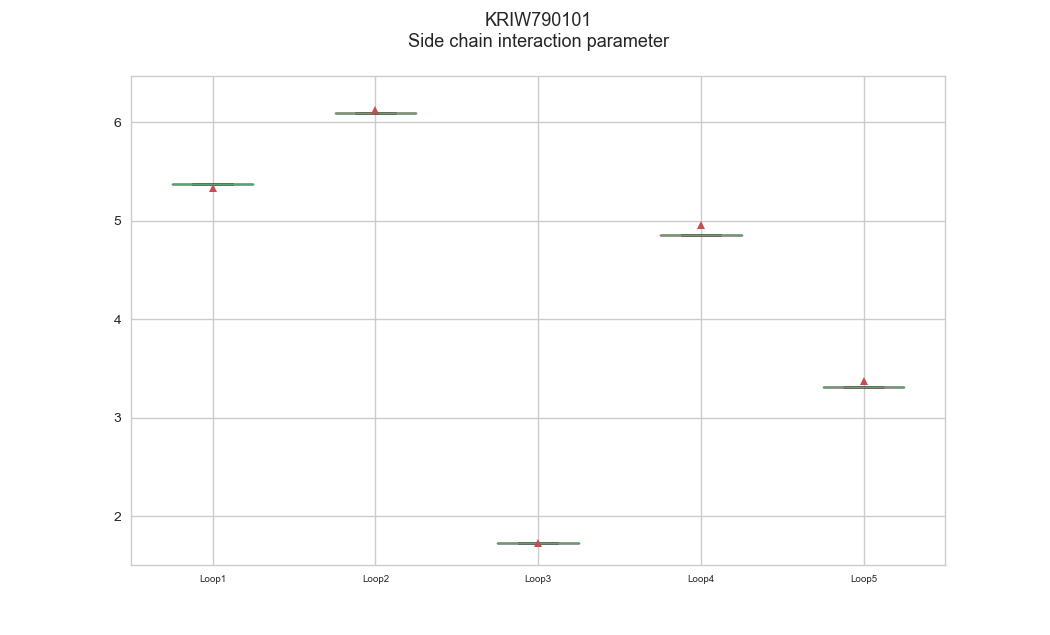 KRIW790101
Side chain interaction parameter
6
5
4
3
2
Loop1
Loop2
Loop3
Loop4
Loop5